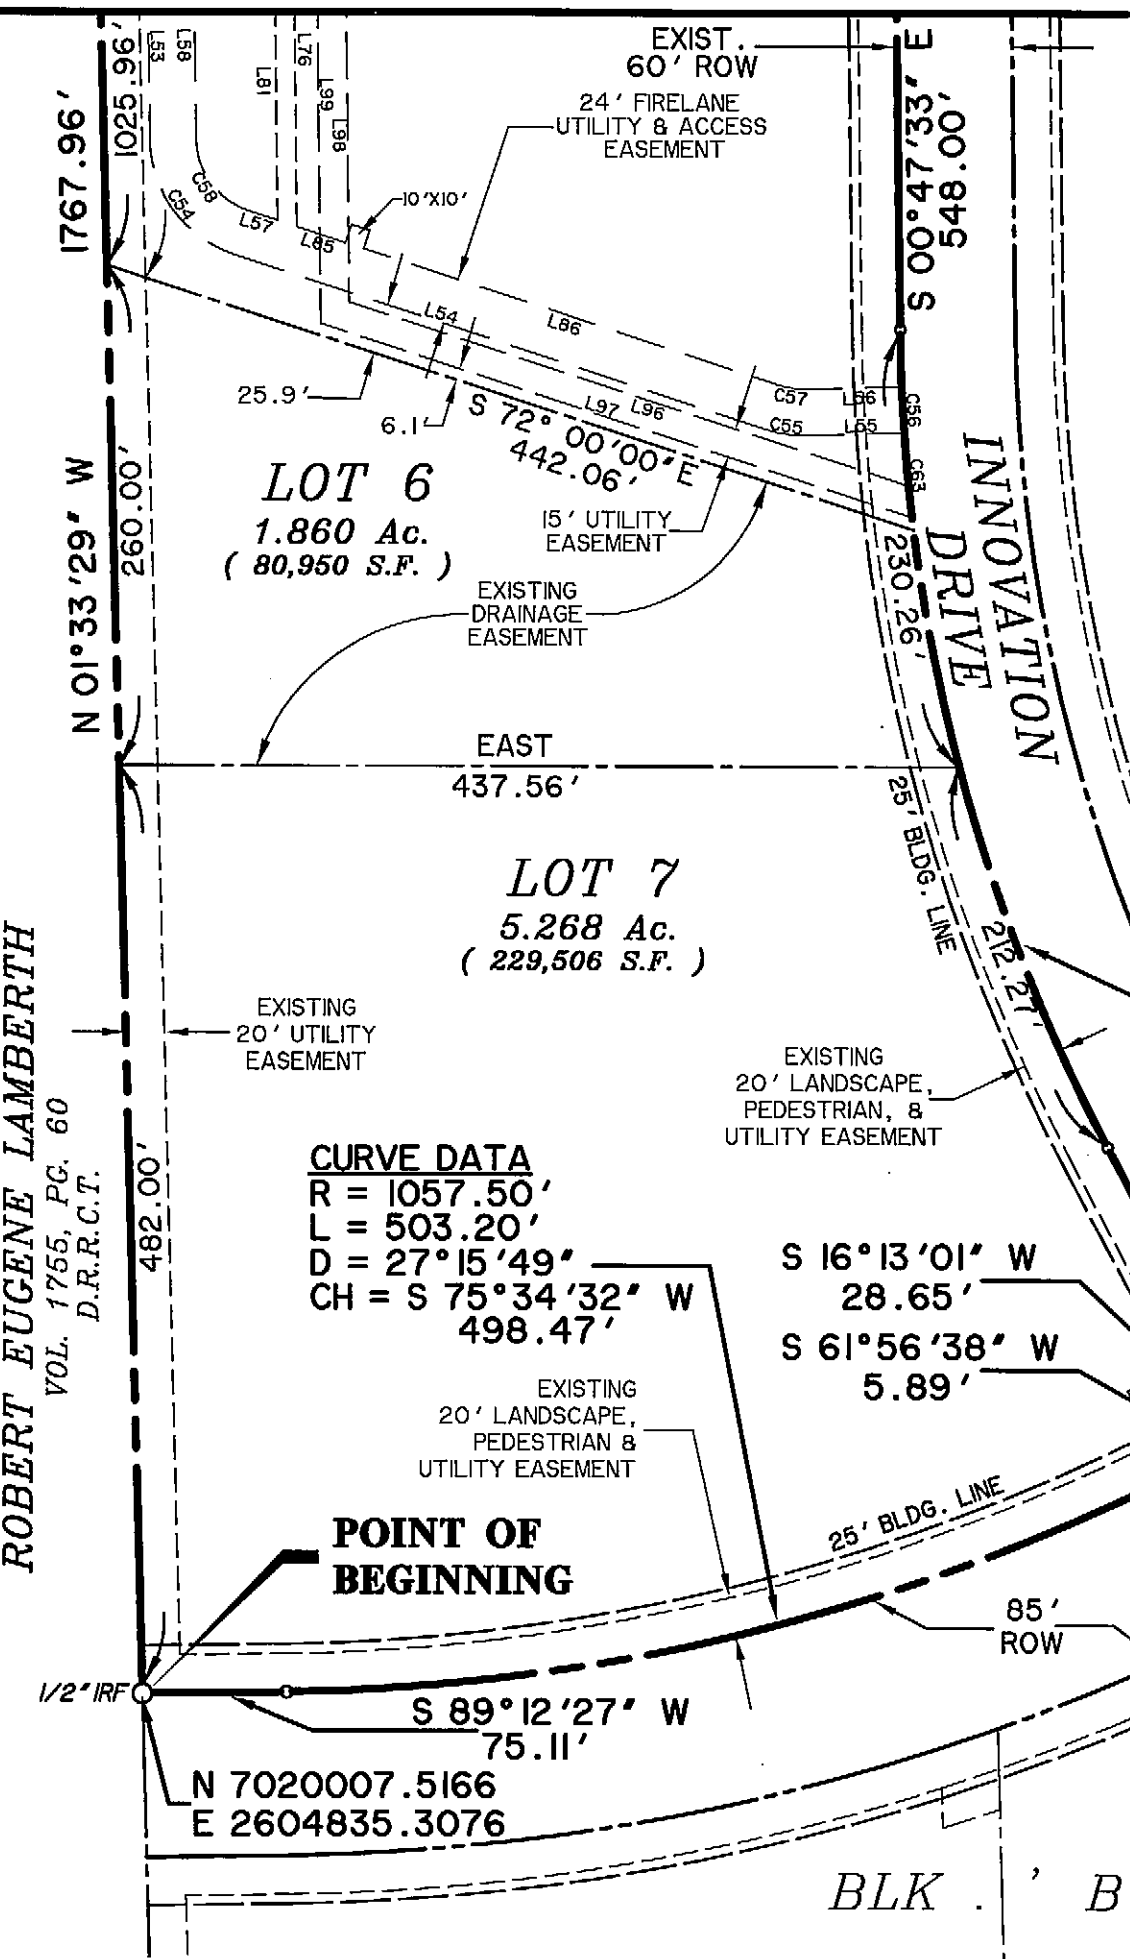 1767.96'
1025.96'
L53
L58
L81
L76
L99
L98
EXIST.
60' ROW
24' FIRELANE
UTILITY & ACCESS
EASEMENT
S 00°47'33" E
548.00'
C54
C58
L57
L85
10'X10'
L54
L86
C57
L56
C56
C55
L55
C63
L97
L96
25.9'
6.1'
S 72° 00'00" E
442.06'
N 01°33'29" W
260.00'
LOT 6
1.860 Ac.
( 80,950 S.F. )
15' UTILITY
EASEMENT
EXISTING
DRAINAGE
EASEMENT
230.26'
INNOVATION
DRIVE
EAST
437.56'
25' BLDG. LINE
LOT 7
5.268 Ac.
( 229,506 S.F. )
212.27'
ROBERT EUGENE LAMBERTH
VOL. 1755, PG. 60
D.R.R.C.T.
EXISTING
20' UTILITY
EASEMENT
482.00'
EXISTING
20' LANDSCAPE,
PEDESTRIAN, &
UTILITY EASEMENT
CURVE DATA
R = 1057.50'
L = 503.20'
D = 27°15'49"
CH = S 75°34'32" W
498.47'
S 16°13'01" W
28.65'
S 61°56'38" W
5.89'
EXISTING
20' LANDSCAPE,
PEDESTRIAN &
UTILITY EASEMENT
25' BLDG. LINE
POINT OF
BEGINNING
85'
ROW
1/2" IRF
S 89°12'27" W
75.11'
N 7020007.5166
E 2604835.3076
BLK . ' B